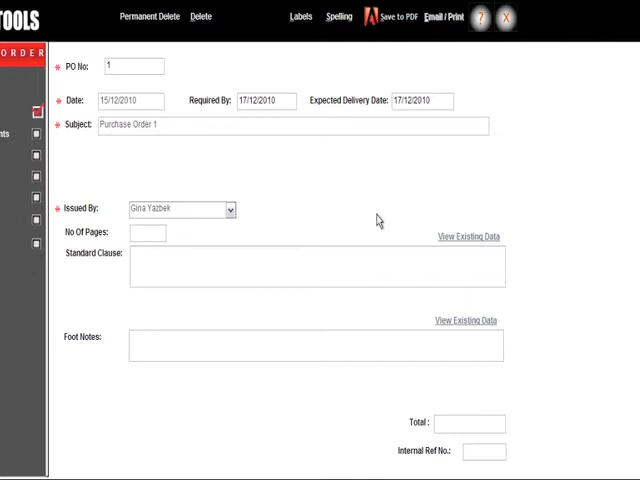 TOOLS Permanent Delete Delete Labels Spelling Save to PDF Email / Print ? X
ORDER
PO No: 1
Date: 15/12/2010 Required By: 17/12/2010 Expected Delivery Date: 17/12/2010
Subject: Purchase Order 1
nts
Issued By: Gina Yazbek
No Of Pages:
View Existing Data
Standard Clause:
View Existing Data
Foot Notes:
Total :
Internal Ref No.: